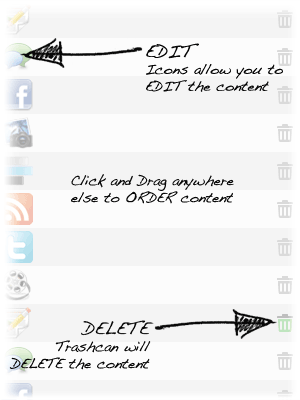 EDIT
Icons allow you to
EDIT the content
Click and Drag anywhere
else to ORDER content
DELETE
Trashcan will
DELETE the content